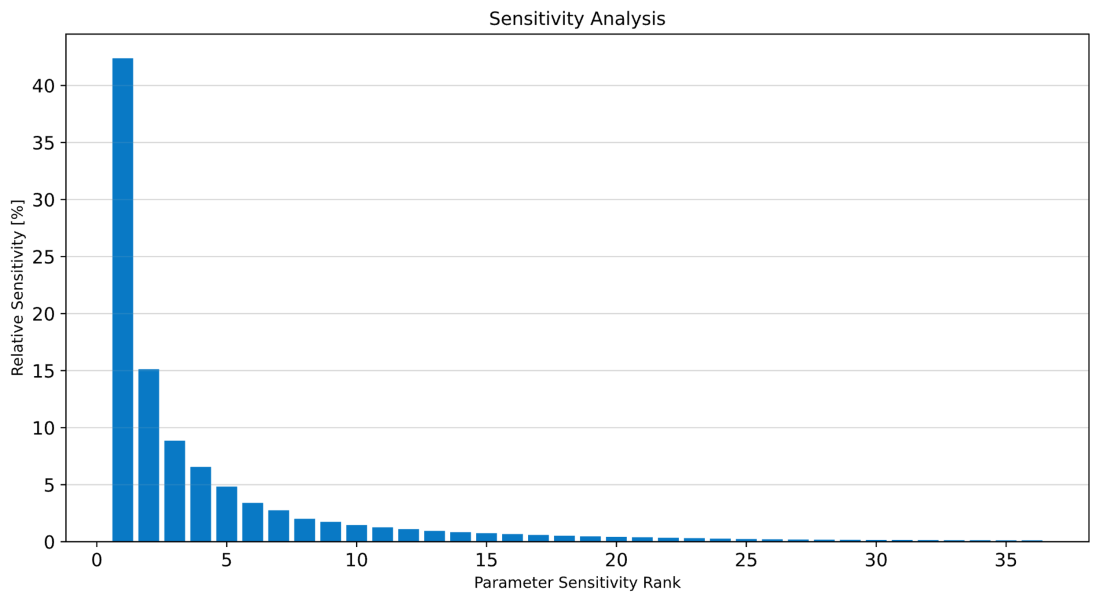 Sensitivity Analysis
Relative Sensitivity [%]
40
35
30
25
20
15
10
5
0
0 5 10 15 20 25 30 35
Parameter Sensitivity Rank